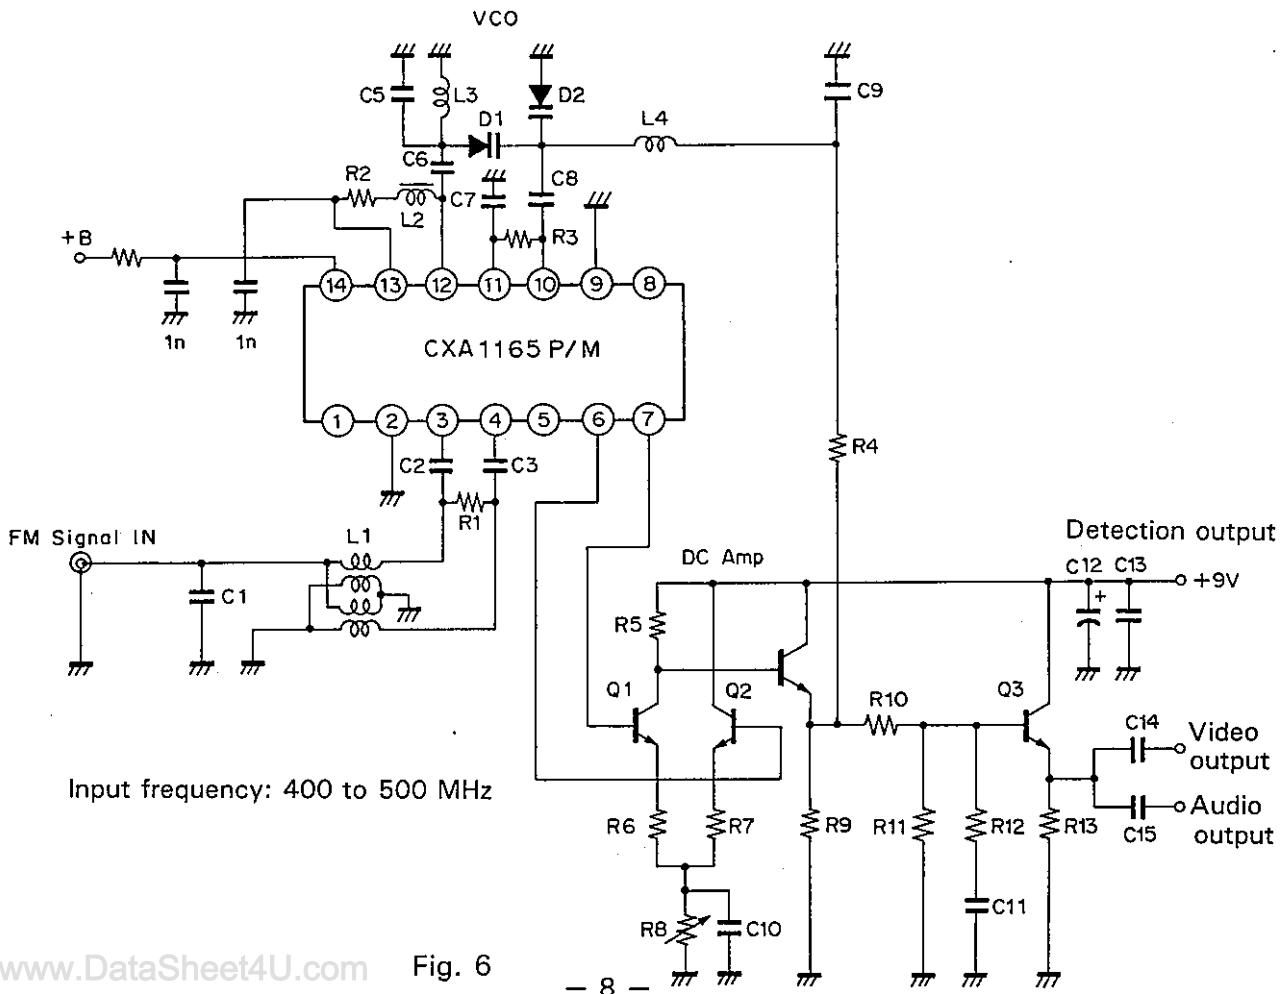 VCO
C5
L3
D2
C9
D1
L4
C6
R2
C7
C8
L2
R3
+B
14 13 12 11 10 9 8
1n 1n
CXA1165 P/M
1 2 3 4 5 6 7
C2 C3
R4
R1
FM Signal IN
L1
Detection output
DC Amp
C12 C13
+
+9V
C1
R5
Q1 Q2
R10
Q3
C14
Video
output
Input frequency: 400 to 500 MHz
R6 R7 R9 R11 R12 R13
C15
Audio
output
R8
C10
C11
www.DataSheet4U.com
Fig. 6
— 8 —